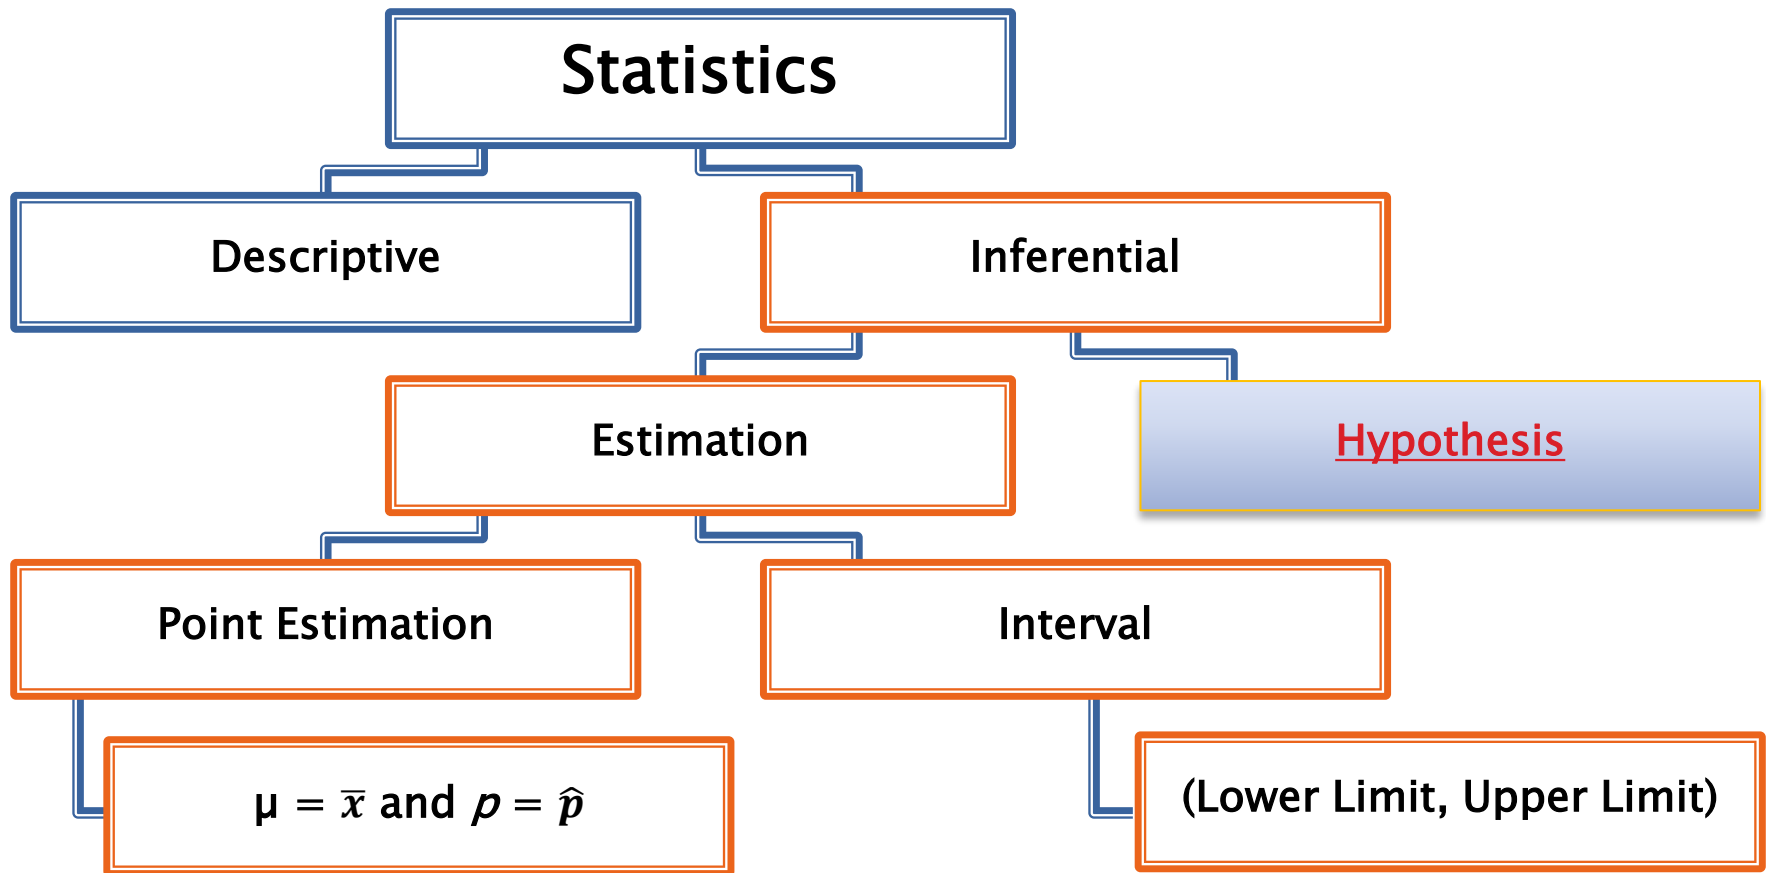 Statistics
Descriptive
Inferential
Estimation
Hypothesis
Point Estimation
Interval
µ = x̅ and p = p̂
(Lower Limit, Upper Limit)